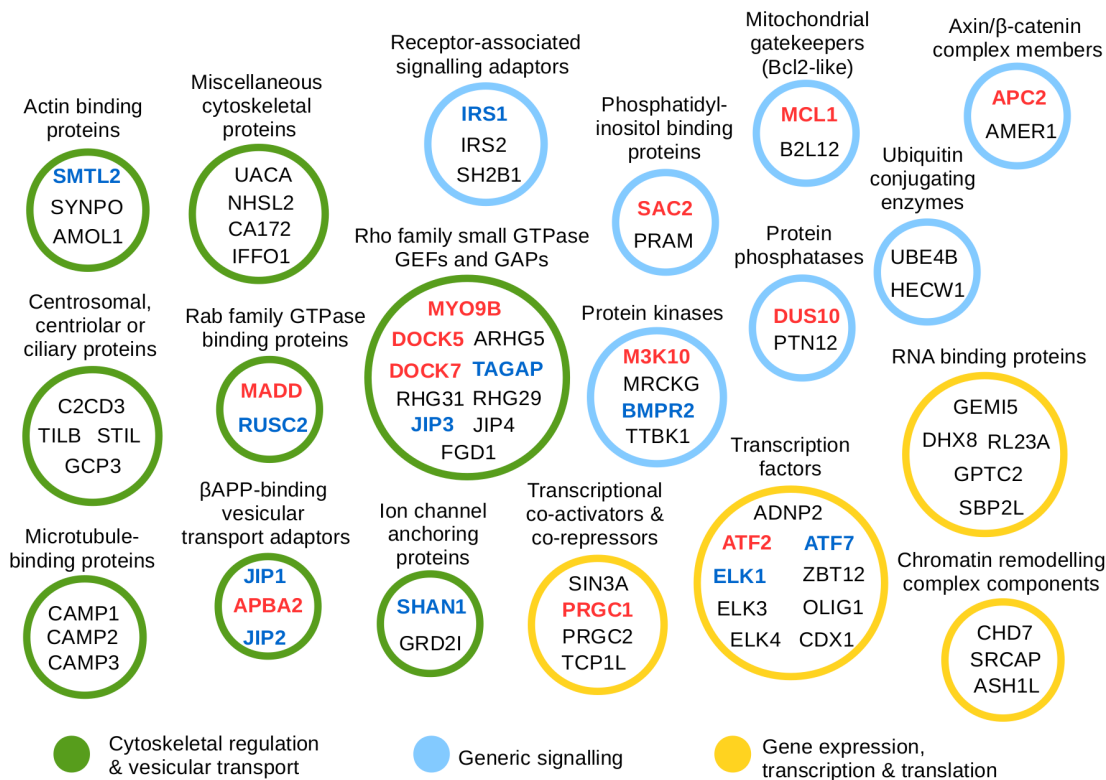 Actin binding
proteins
SMTL2
SYNPO
AMOL1
Miscellaneous
cytoskeletal
proteins
UACA
NHSL2
CA172
IFFO1
Receptor-associated
signalling adaptors
IRS1
IRS2
SH2B1
Phosphatidyl-
inositol binding
proteins
SAC2
PRAM
Mitochondrial
gatekeepers
(Bcl2-like)
MCL1
B2L12
Axin/β-catenin
complex members
APC2
AMER1
Ubiquitin
conjugating
enzymes
UBE4B
HECW1
Centrosomal,
centriolar or
ciliary proteins
C2CD3
TILB STIL
GCP3
Rab family GTPase
binding proteins
MADD
RUSC2
Rho family small GTPase
GEFs and GAPs
MYO9B
DOCK5 ARHG5
DOCK7 TAGAP
RHG31 RHG29
JIP3 JIP4
FGD1
Protein kinases
M3K10
MRCKG
BMPR2
TTBK1
Protein
phosphatases
DUS10
PTN12
RNA binding proteins
GEMI5
DHX8 RL23A
GPTC2
SBP2L
Microtubule-
binding proteins
CAMP1
CAMP2
CAMP3
βAPP-binding
vesicular
transport adaptors
JIP1
APBA2
JIP2
Ion channel
anchoring
proteins
SHAN1
GRD2I
Transcriptional
co-activators &
co-repressors
SIN3A
PRGC1
PRGC2
TCP1L
Transcription
factors
ADNP2
ATF2 ATF7
ELK1 ZBT12
ELK3 OLIG1
ELK4 CDX1
Chromatin remodelling
complex components
CHD7
SRCAP
ASH1L
Cytoskeletal regulation
& vesicular transport
Generic signalling
Gene expression,
transcription & translation